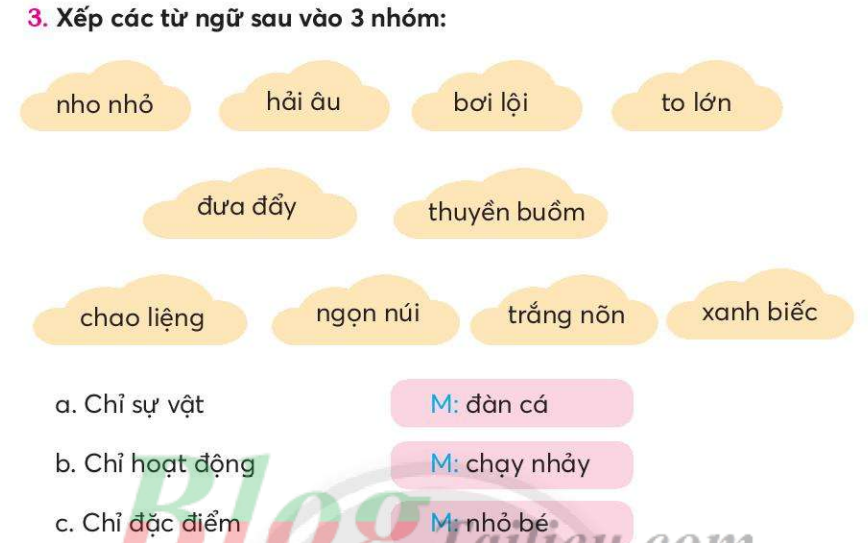 3. Xếp các từ ngữ sau vào 3 nhóm:
nho nhỏ hải âu bơi lội to lớn
đưa đẩy thuyền buồm
chao liệng ngọn núi trắng nõn xanh biếc
a. Chỉ sự vật M: đàn cá
b. Chỉ hoạt động M: chạy nhảy
c. Chỉ đặc điểm M: nhỏ bé
Blog Tailieu.com